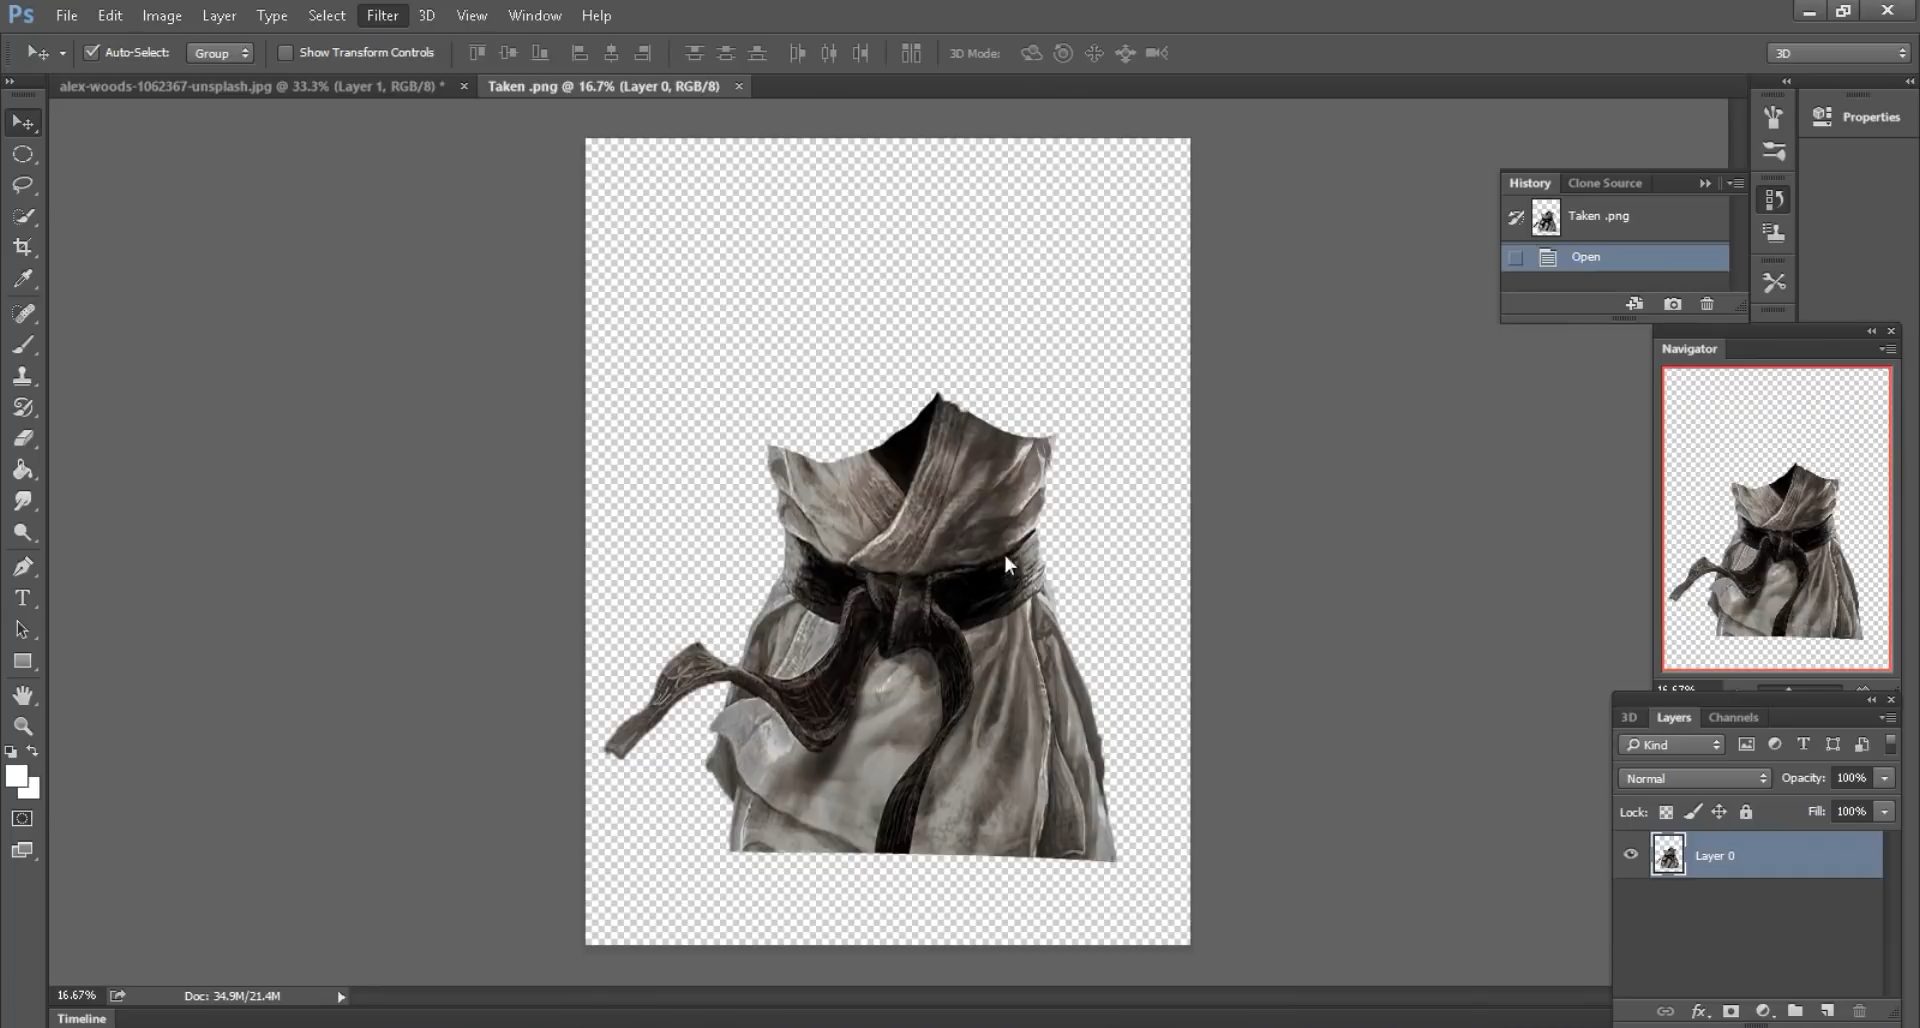 Ps File Edit Image Layer Type Select Filter 3D View Window Help
Auto-Select: Group Show Transform Controls 3D Mode: 3D
alex-woods-1062367-unsplash.jpg @ 33.3% (Layer 1, RGB/8) * Taken .png @ 16.7% (Layer 0, RGB/8)
Properties
History Clone Source
Taken .png
Open
Navigator
16.67%
3D Layers Channels
Kind T
Normal Opacity: 100%
Lock: Fill: 100%
Layer 0
fx
T
16.67% Doc: 34.9M/21.4M
Timeline